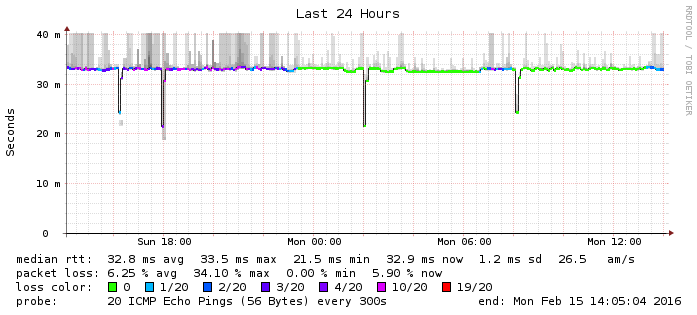 Last 24 Hours
RRDTOOL / TOBI OETIKER
Seconds
40 m
30 m
20 m
10 m
0
Sun 18:00 Mon 00:00 Mon 06:00 Mon 12:00
median rtt: 32.8 ms avg 33.5 ms max 21.5 ms min 32.9 ms now 1.2 ms sd 26.5 am/s
packet loss: 6.25 % avg 34.10 % max 0.00 % min 5.90 % now
loss color: 0 1/20 2/20 3/20 4/20 10/20 19/20
probe: 20 ICMP Echo Pings (56 Bytes) every 300s end: Mon Feb 15 14:05:04 2016